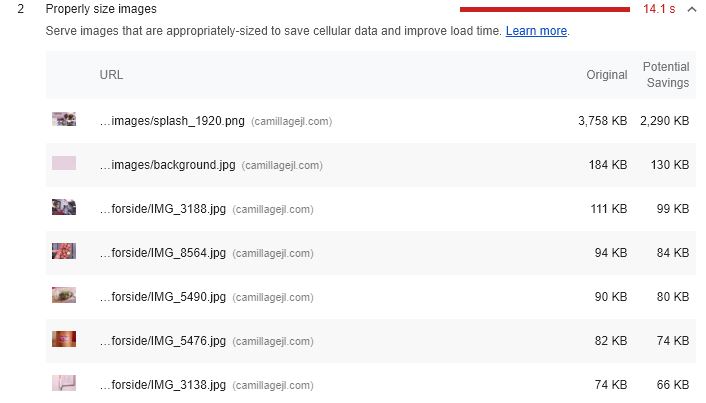 2 Properly size images 14.1 s
Serve images that are appropriately-sized to save cellular data and improve load time. Learn more.
URL Original Potential Savings
...images/splash_1920.png (camillagejl.com) 3,758 KB 2,290 KB
...images/background.jpg (camillagejl.com) 184 KB 130 KB
...forside/IMG_3188.jpg (camillagejl.com) 111 KB 99 KB
...forside/IMG_8564.jpg (camillagejl.com) 94 KB 84 KB
...forside/IMG_5490.jpg (camillagejl.com) 90 KB 80 KB
...forside/IMG_5476.jpg (camillagejl.com) 82 KB 74 KB
...forside/IMG_3138.jpg (camillagejl.com) 74 KB 66 KB